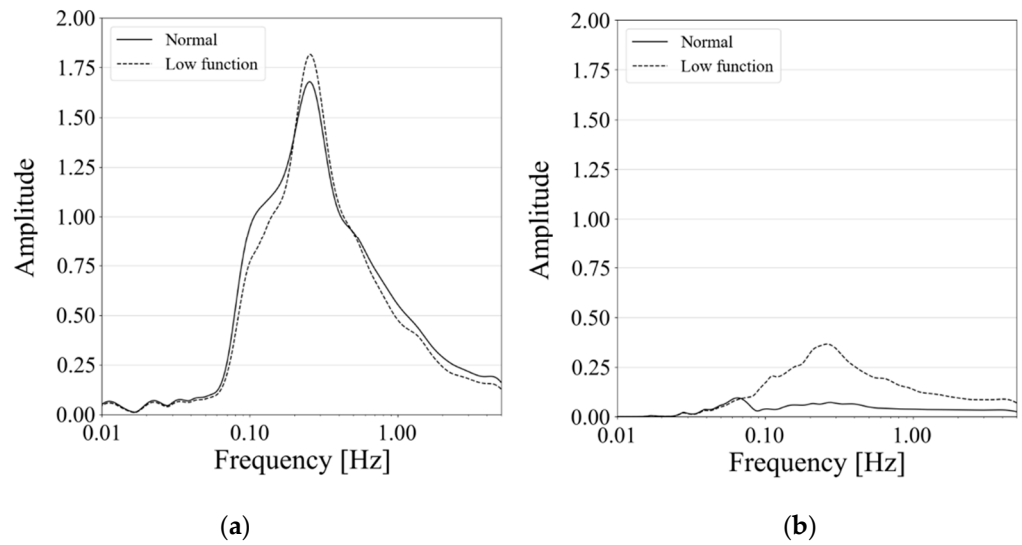 2.00
1.75
1.50
1.25
1.00
0.75
0.50
0.25
0.00
Amplitude
Normal
Low function
0.01
0.10
1.00
Frequency [Hz]
(a)
2.00
1.75
1.50
1.25
1.00
0.75
0.50
0.25
0.00
Amplitude
Normal
Low function
0.01
0.10
1.00
Frequency [Hz]
(b)